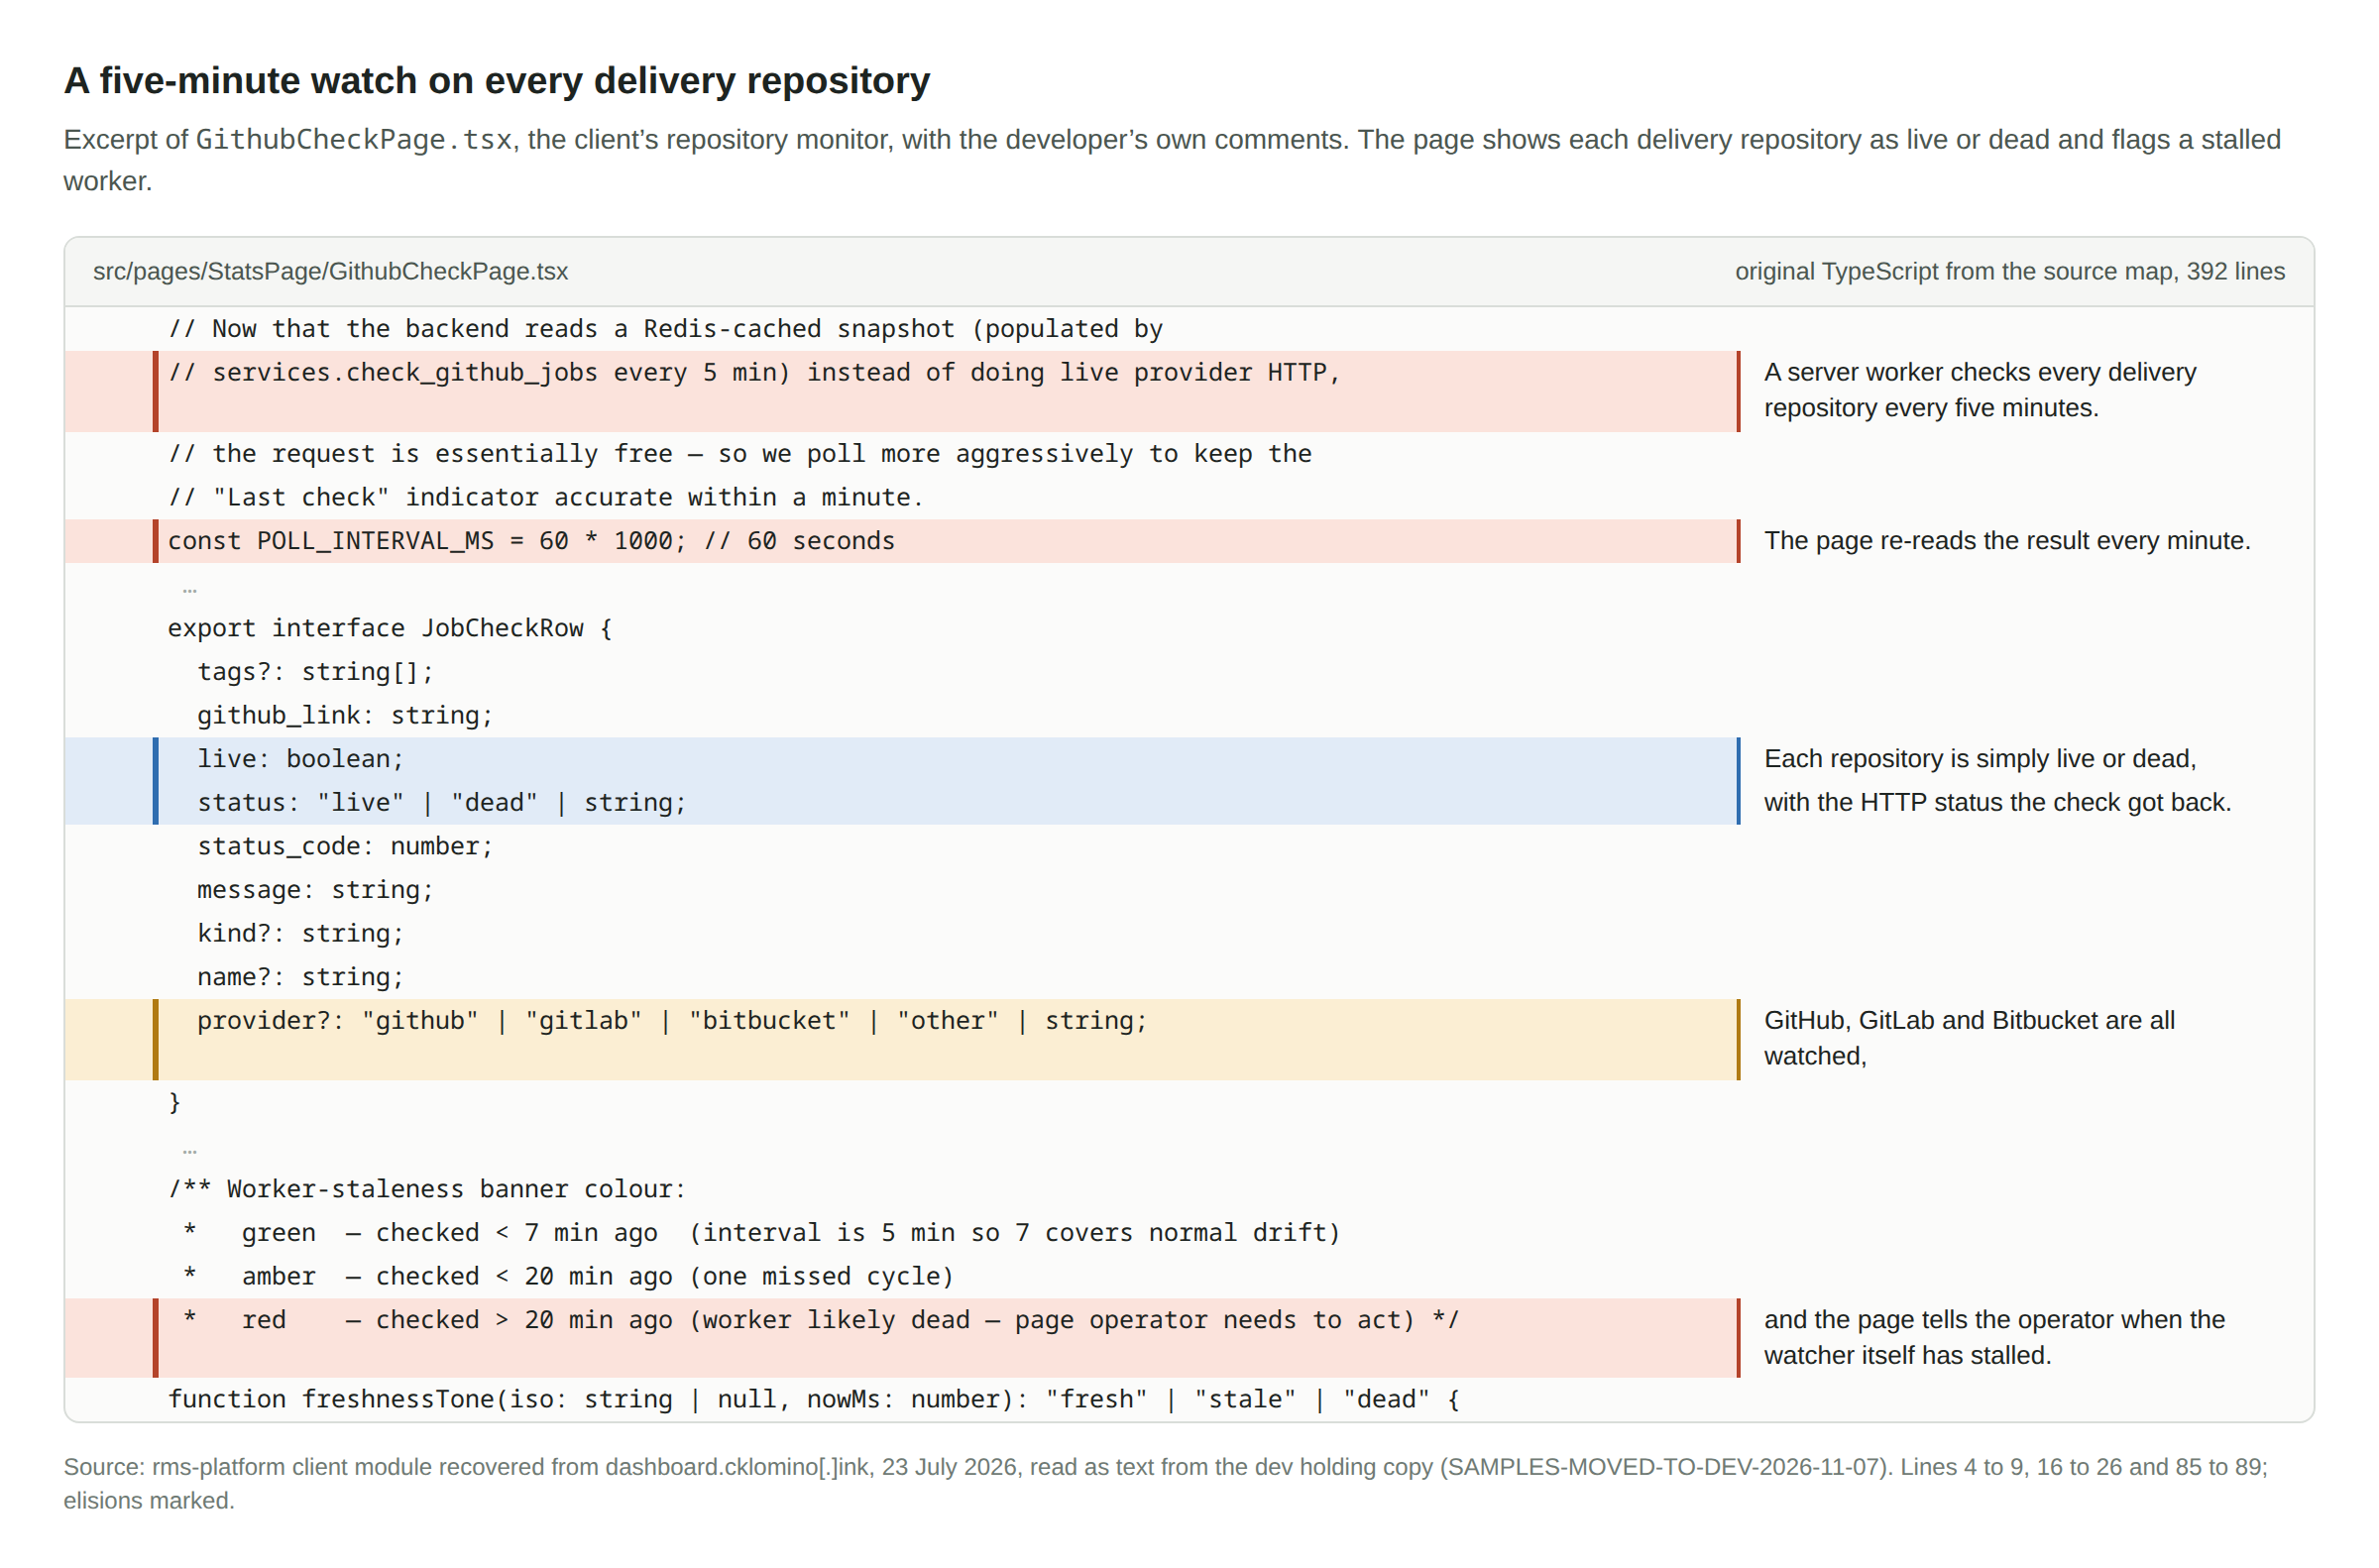 A five-minute watch on every delivery repository
Excerpt of GithubCheckPage.tsx, the client’s repository monitor, with the developer’s own comments. The page shows each delivery repository as live or dead and flags a stalled
worker.
src/pages/StatsPage/GithubCheckPage.tsx
original TypeScript from the source map, 392 lines
// Now that the backend reads a Redis-cached snapshot (populated by
// services.check_github_jobs every 5 min) instead of doing live provider HTTP,
A server worker checks every delivery
repository every five minutes.
// the request is essentially free — so we poll more aggressively to keep the
// "Last check" indicator accurate within a minute.
const POLL_INTERVAL_MS = 60 * 1000; // 60 seconds
The page re-reads the result every minute.
…
export interface JobCheckRow {
  tags?: string[];
  github_link: string;
  live: boolean;
Each repository is simply live or dead,
  status: "live" | "dead" | string;
with the HTTP status the check got back.
  status_code: number;
  message: string;
  kind?: string;
  name?: string;
  provider?: "github" | "gitlab" | "bitbucket" | "other" | string;
GitHub, GitLab and Bitbucket are all
watched,
}
…
/** Worker-staleness banner colour:
 *   green  — checked < 7 min ago  (interval is 5 min so 7 covers normal drift)
 *   amber  — checked < 20 min ago (one missed cycle)
 *   red    — checked > 20 min ago (worker likely dead — page operator needs to act) */
and the page tells the operator when the
watcher itself has stalled.
function freshnessTone(iso: string | null, nowMs: number): "fresh" | "stale" | "dead" {
Source: rms-platform client module recovered from dashboard.cklomino[.]ink, 23 July 2026, read as text from the dev holding copy (SAMPLES-MOVED-TO-DEV-2026-11-07). Lines 4 to 9, 16 to 26 and 85 to 89;
elisions marked.